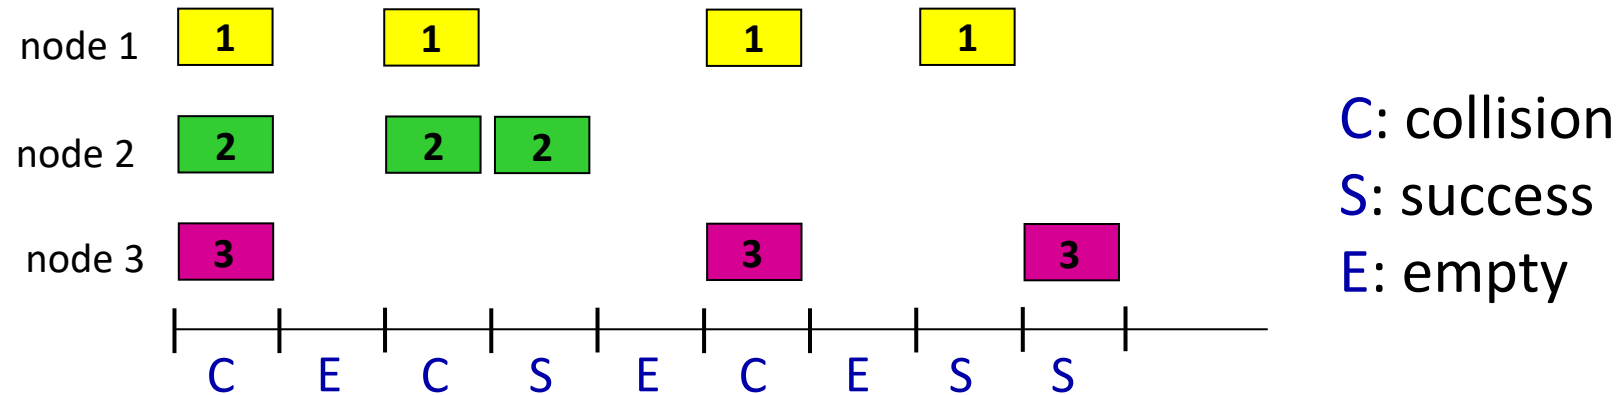 node 1 1 1 1 1
node 2 2 2 2
node 3 3 3 3
C E C S E C E S S
C: collision
S: success
E: empty